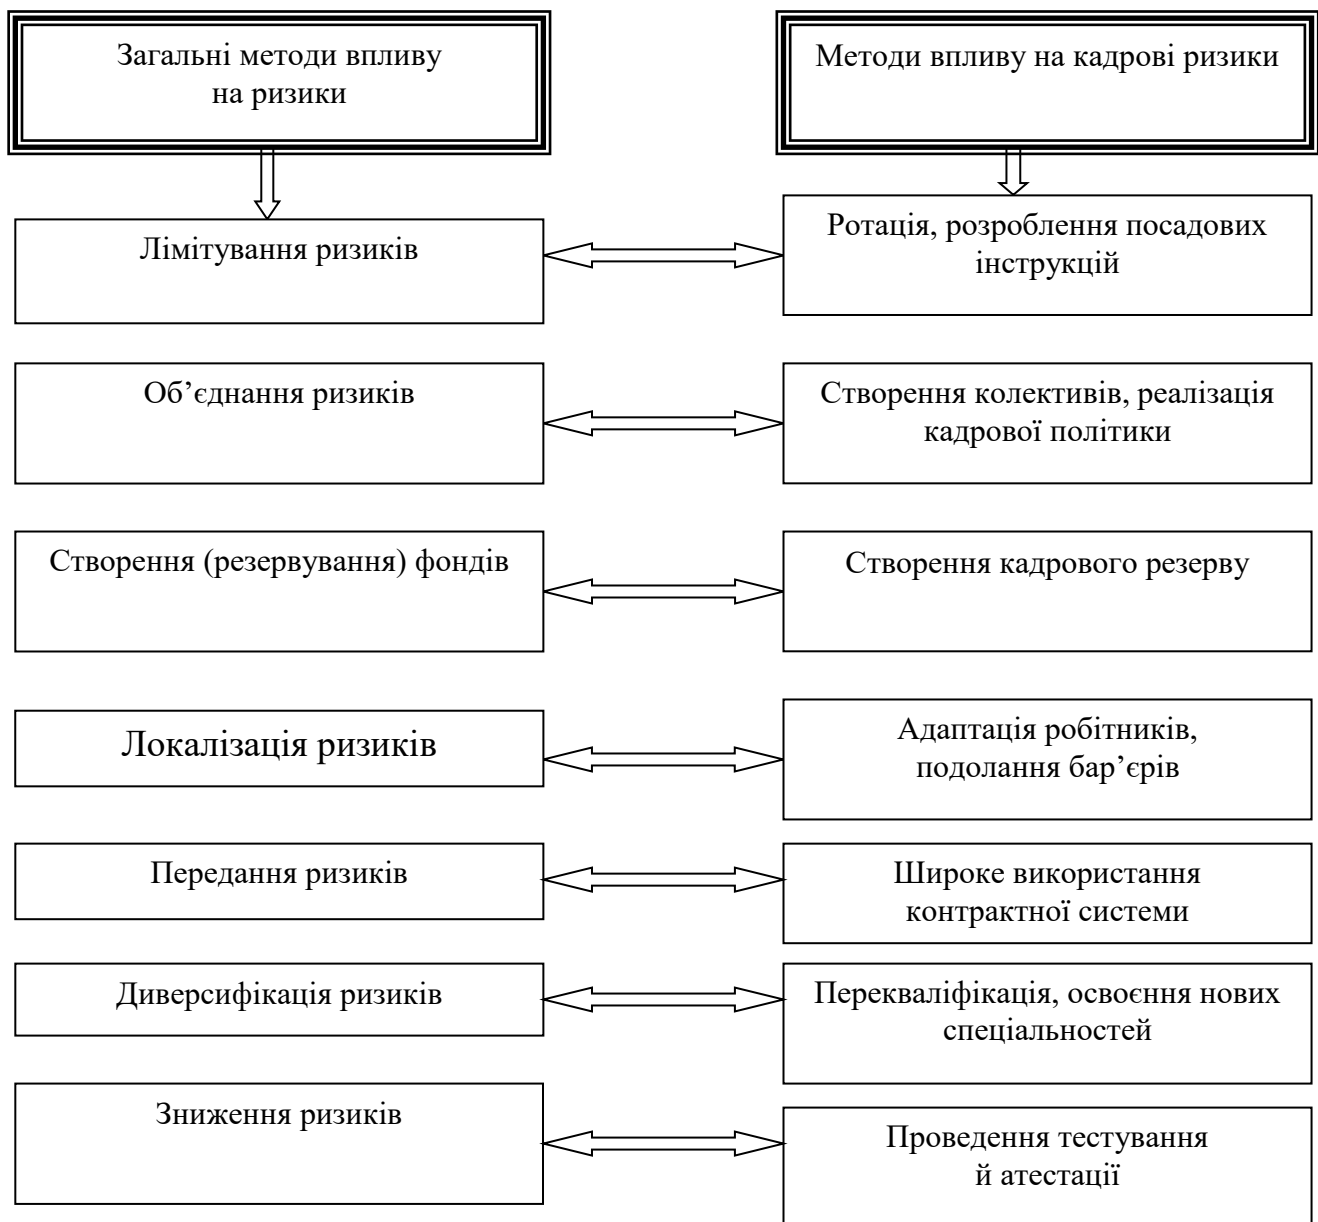 Загальні методи впливу
на ризики
Методи впливу на кадрові ризики
Лімітування ризиків
Ротація, розроблення посадових
інструкцій
Об’єднання ризиків
Створення колективів, реалізація
кадрової політики
Створення (резервування) фондів
Створення кадрового резерву
Локалізація ризиків
Адаптація робітників,
подолання бар’єрів
Передання ризиків
Широке використання
контрактної системи
Диверсифікація ризиків
Перекваліфікація, освоєння нових
спеціальностей
Зниження ризиків
Проведення тестування
й атестації